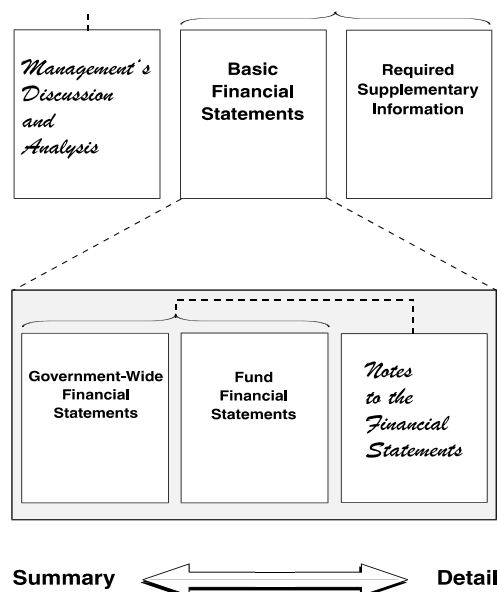 Management's
Discussion
and
Analysis
Basic
Financial
Statements
Required
Supplementary
Information
Government-Wide
Financial
Statements
Fund
Financial
Statements
Notes
to the
Financial
Statements
Summary
Detail